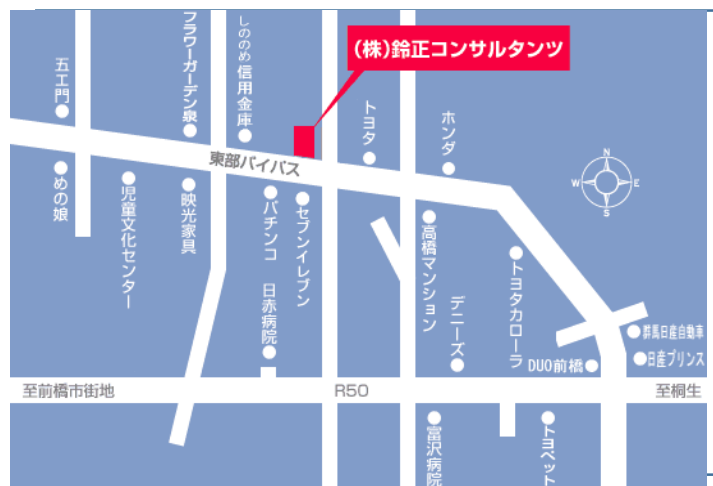 (株)鈴正コンサルタンツ
五エ門
フラワーガーデン泉
しののめ信用金庫
トヨタ
ホンダ
東部バイパス
めの娘
児童文化センター
映光家具
パチンコ
セブンイレブン
高橋マンション
N
W
E
S
日赤病院
デニーズ
トヨタカローラ
群馬日産自動車
日産プリンス
DUO前橋
至前橋市街地
R50
至桐生
富沢病院
トヨペット